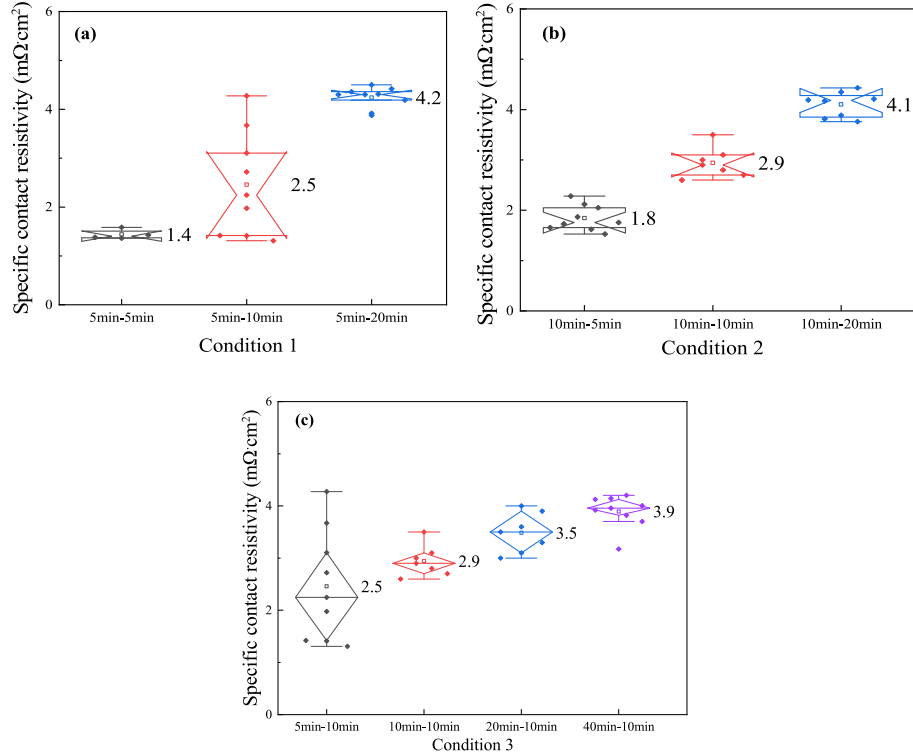 (a)
Specific contact resistivity (mΩ·cm²)
6
4
2
0
1.4
2.5
4.2
5min-5min
5min-10min
5min-20min
Condition 1
(b)
Specific contact resistivity (mΩ·cm²)
6
4
2
0
1.8
2.9
4.1
10min-5min
10min-10min
10min-20min
Condition 2
(c)
Specific contact resistivity (mΩ·cm²)
6
4
2
0
2.5
2.9
3.5
3.9
5min-10min
10min-10min
20min-10min
40min-10min
Condition 3